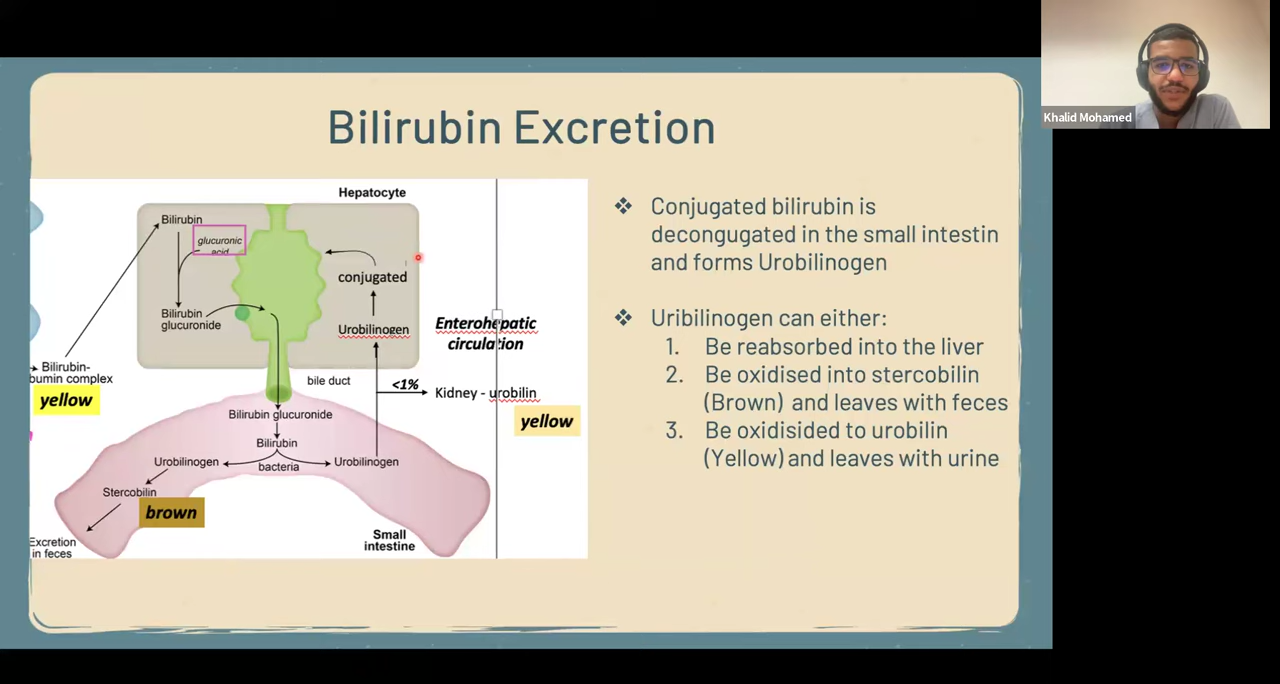 Khalid Mohamed
Bilirubin Excretion
Hepatocyte
Bilirubin
glucuronic
acid
conjugated
Bilirubin
glucuronide
Urobilinogen
Enterohepatic
circulation
Bilirubin-
bumin complex
yellow
bile duct
<1%
Kidney - urobilin
yellow
Bilirubin glucuronide
Bilirubin
bacteria
Urobilinogen
Urobilinogen
Stercobilin
brown
Excretion
in feces
Small
intestine
❖ Conjugated bilirubin is
decongugated in the small intestin
and forms Urobilinogen
❖ Uribilinogen can either:
1. Be reabsorbed into the liver
2. Be oxidised into stercobilin
(Brown) and leaves with feces
3. Be oxidisided to urobilin
(Yellow) and leaves with urine